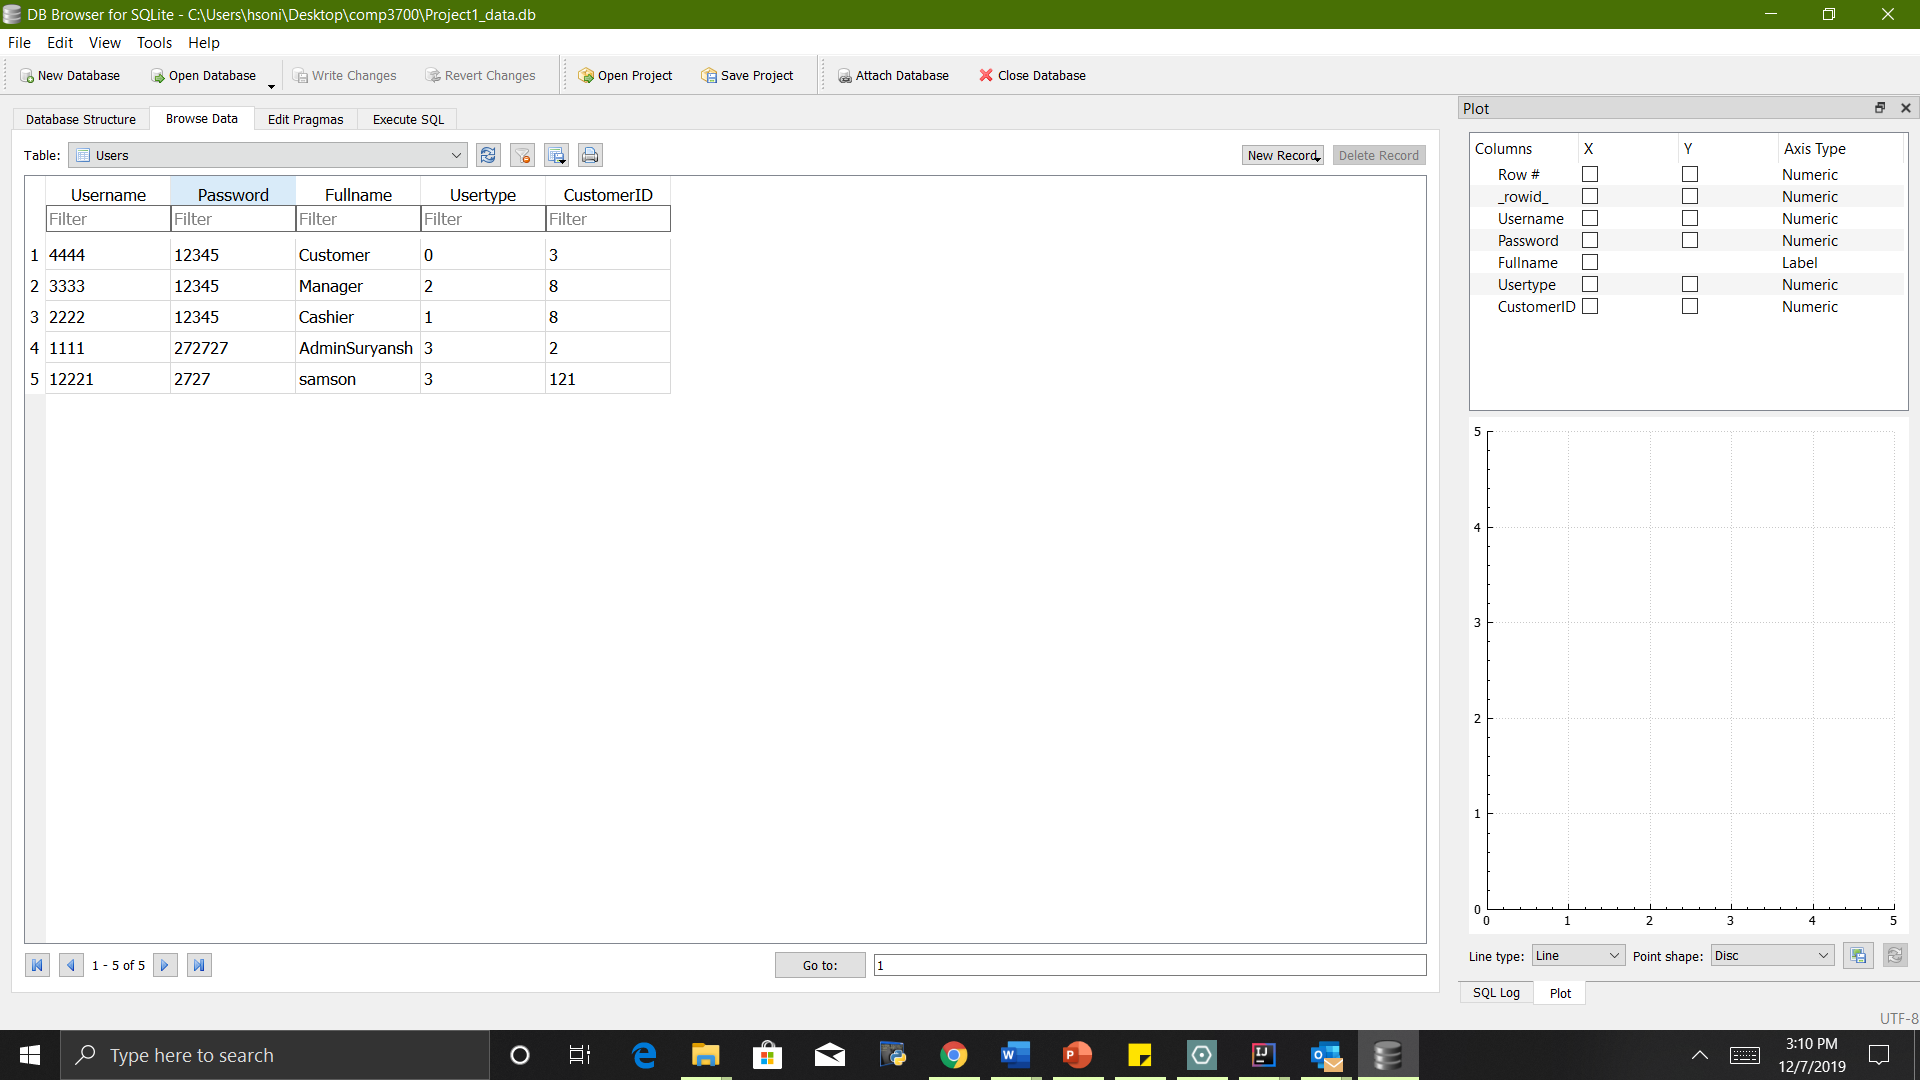 DB Browser for SQLite - C:\Users\hsoni\Desktop\comp3700\Project1_data.db
File Edit View Tools Help
New Database Open Database Write Changes Revert Changes Open Project Save Project Attach Database Close Database
Database Structure Browse Data Edit Pragmas Execute SQL
Table: Users New Record Delete Record
Username Password Fullname Usertype CustomerID
Filter Filter Filter Filter Filter
1 4444 12345 Customer 0 3
2 3333 12345 Manager 2 8
3 2222 12345 Cashier 1 8
4 1111 272727 AdminSuryansh 3 2
5 12221 2727 samson 3 121
1 - 5 of 5 Go to: 1
Plot
Columns X Y Axis Type
Row # Numeric
_rowid_ Numeric
Username Numeric
Password Numeric
Fullname Label
Usertype Numeric
CustomerID Numeric
5
4
3
2
1
0
0 1 2 3 4 5
Line type: Line Point shape: Disc
SQL Log Plot
UTF-8
Type here to search
3:10 PM
12/7/2019